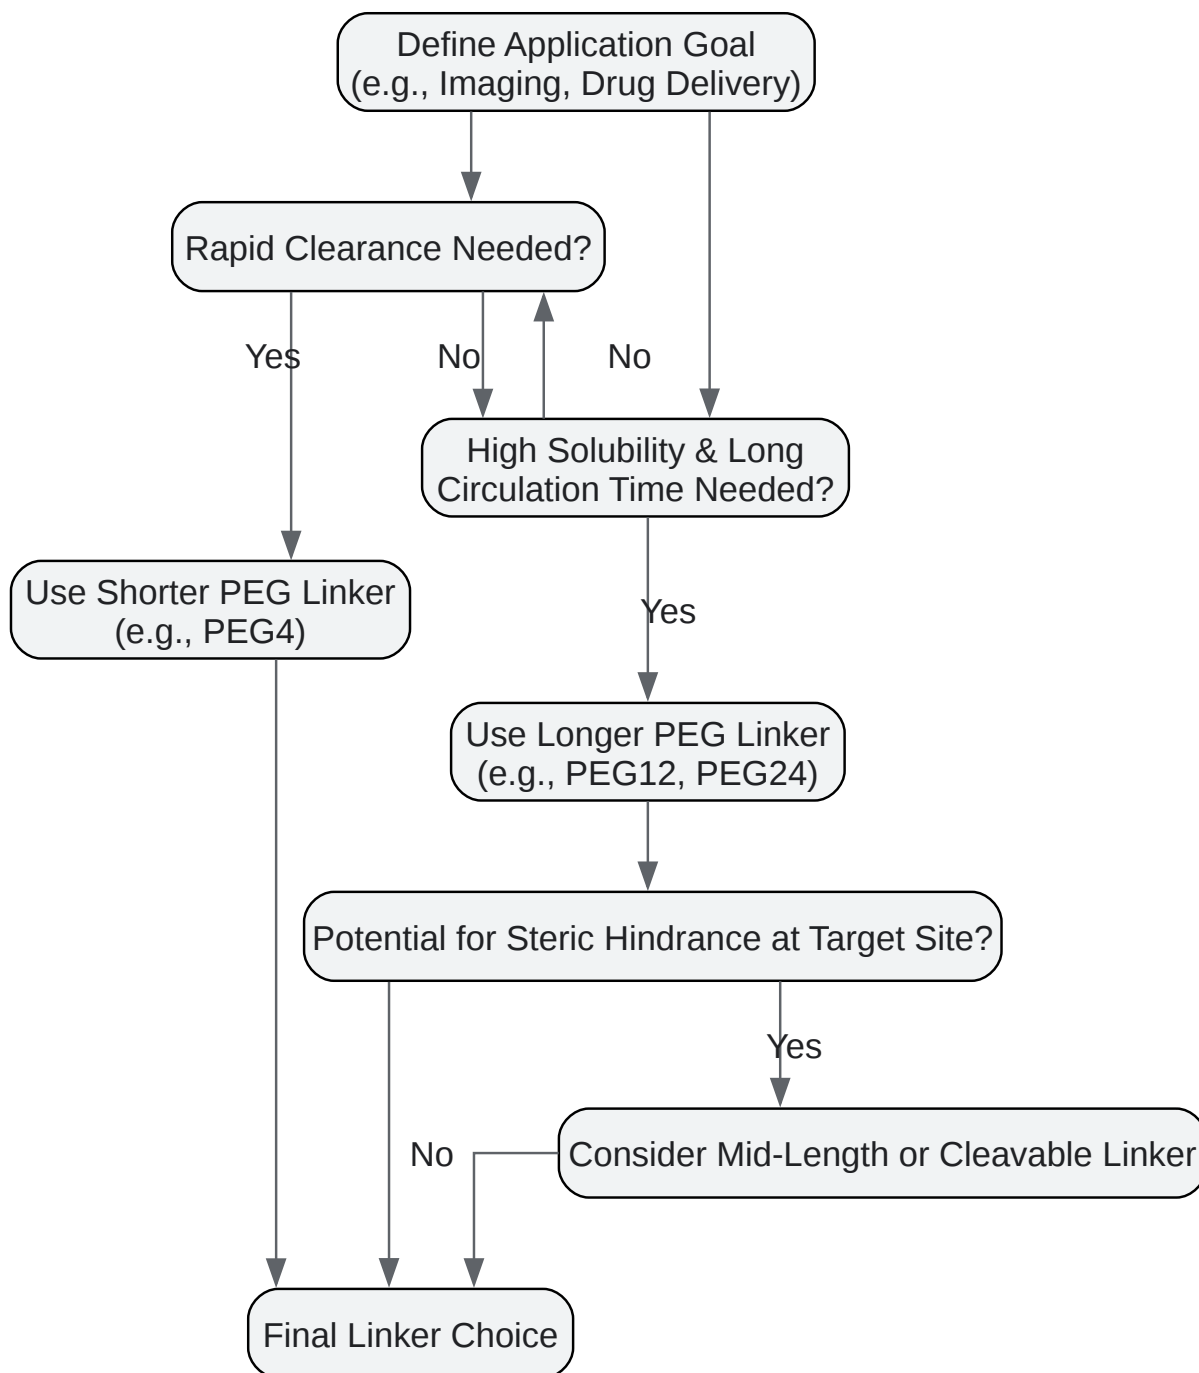 Define Application Goal
(e.g., Imaging, Drug Delivery)
Rapid Clearance Needed?
Yes
No
No
High Solubility & Long
Circulation Time Needed?
Use Shorter PEG Linker
(e.g., PEG4)
Yes
Use Longer PEG Linker
(e.g., PEG12, PEG24)
Potential for Steric Hindrance at Target Site?
Yes
No
Consider Mid-Length or Cleavable Linker
Final Linker Choice